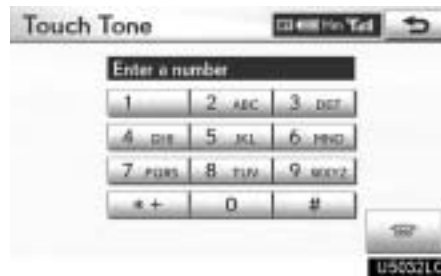 Touch Tone
Enter a number
1 2 ABC 3 DEF
4 GHI 5 JKL 6 MNO
7 PQRS 8 TUV 9 WXYZ
* + 0 #